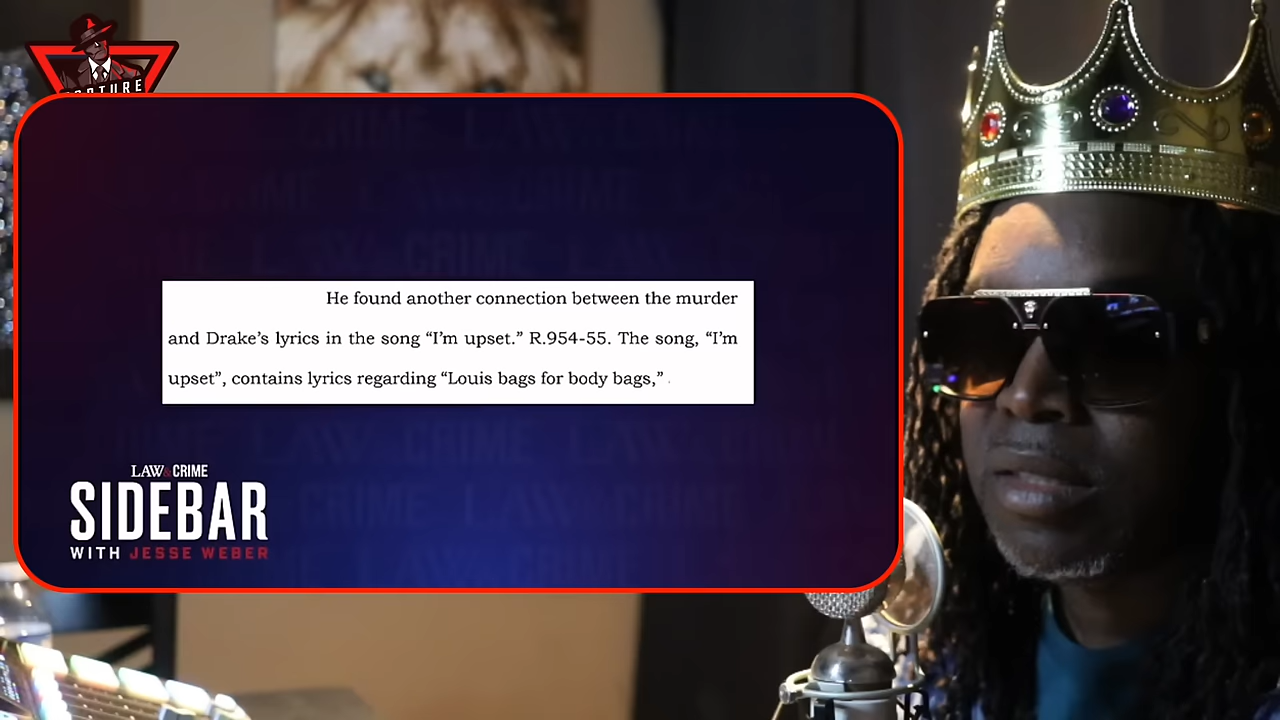 He found another connection between the murder
and Drake's lyrics in the song “I'm upset.” R.954-55. The song, “I'm
upset”, contains lyrics regarding “Louis bags for body bags,”
LAW&CRIME
SIDEBAR
WITH JESSE WEBER